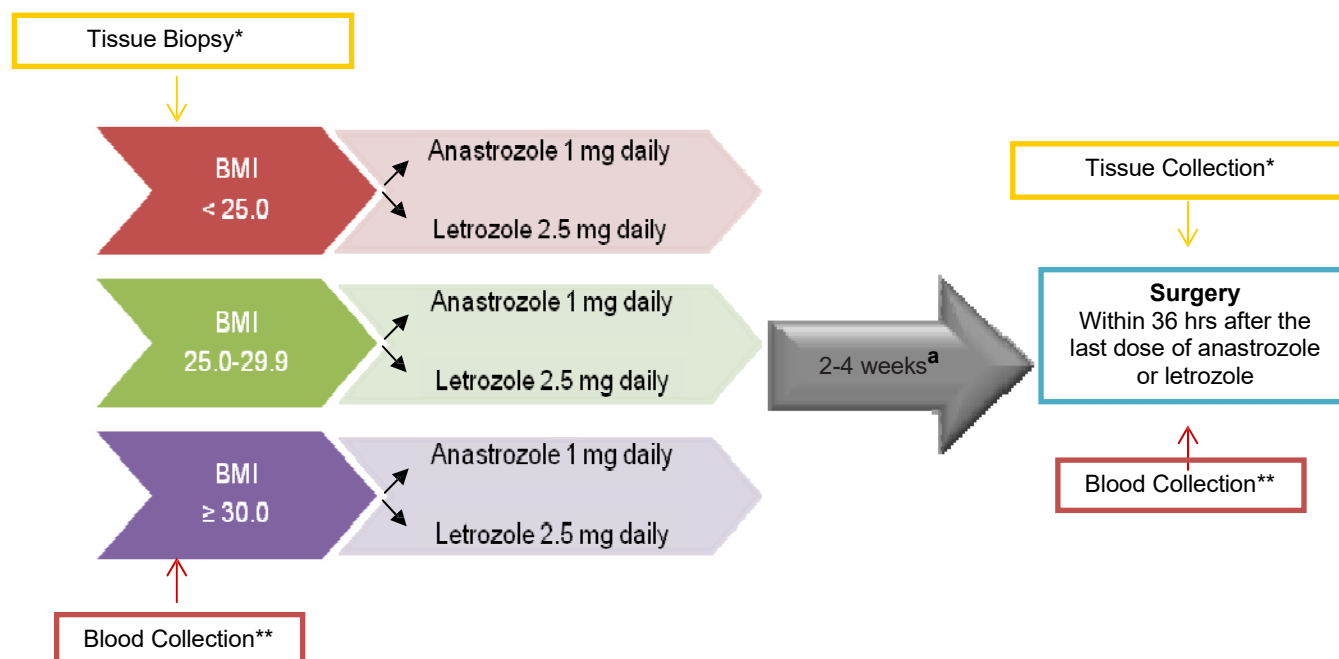 Tissue Biopsy*
BMI
< 25.0
Anastrozole 1 mg daily
Letrozole 2.5 mg daily
BMI
25.0-29.9
Anastrozole 1 mg daily
Letrozole 2.5 mg daily
BMI
≥ 30.0
Anastrozole 1 mg daily
Letrozole 2.5 mg daily
Blood Collection**
2-4 weeksᵃ
Tissue Collection*
Surgery
Within 36 hrs after the
last dose of anastrozole
or letrozole
Blood Collection**